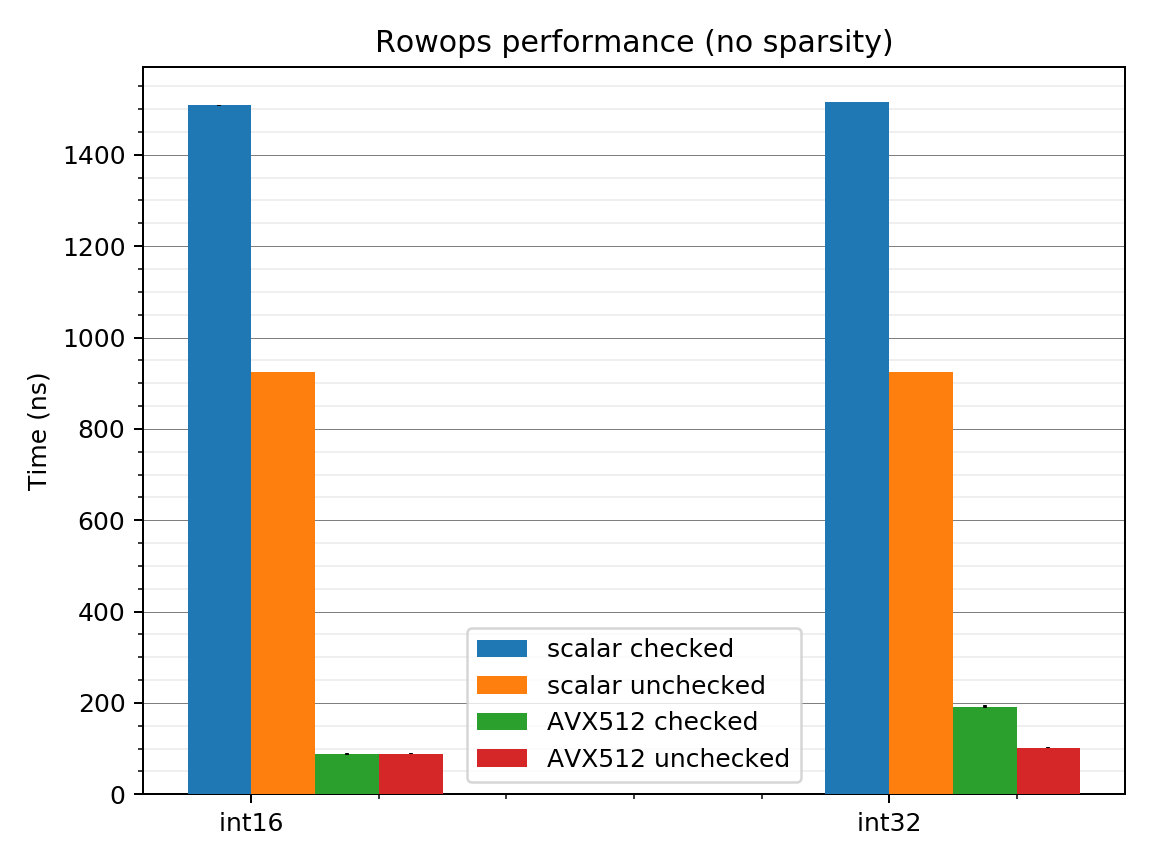 Rowops performance (no sparsity)
Time (ns)
1400
1200
1000
800
600
400
200
0
scalar checked
scalar unchecked
AVX512 checked
AVX512 unchecked
int16
int32